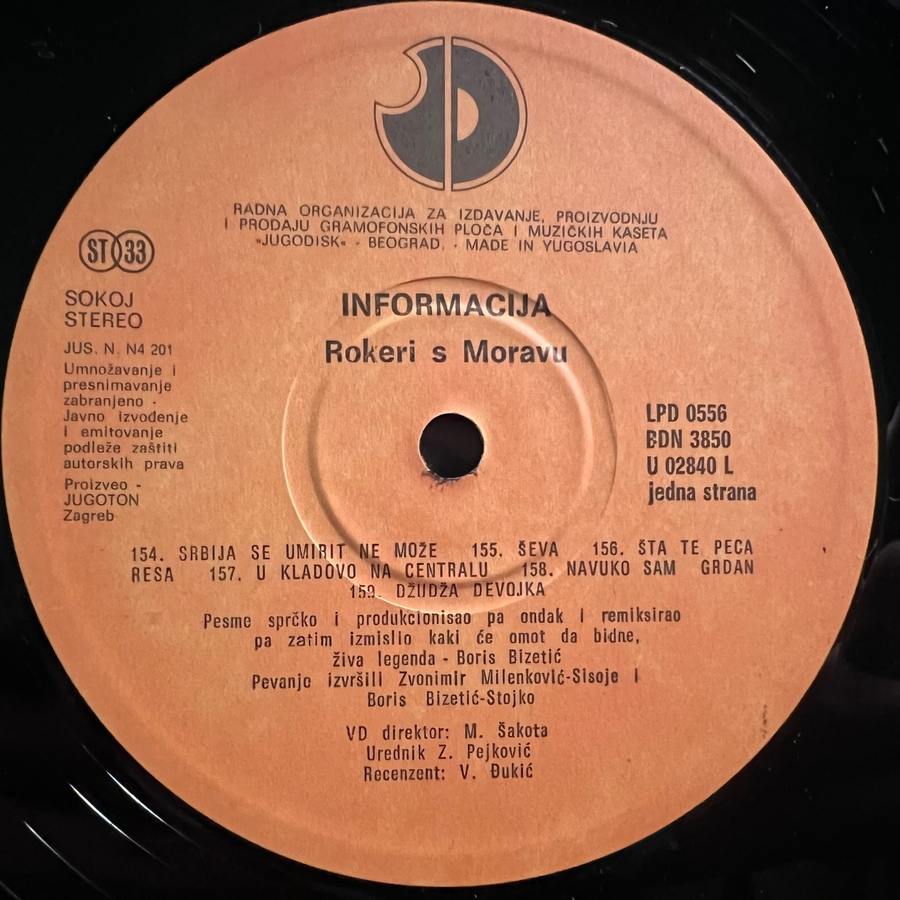 RADNA ORGANIZACIJA ZA IZDAVANJE, PROIZVODNJU
I PRODAJU GRAMOFONSKIH PLOČA I MUZIČKIH KASETA
»JUGODISK« - BEOGRAD, - MADE IN YUGOSLAVIA
ST 33
SOKOJ
STEREO
JUS. N. N4 201
Umnožavanje i
presnimavanje
zabranjeno -
Javno izvođenje
i emitovanje
podleže zaštiti
autorskih prava
Proizveo -
JUGOTON
Zagreb
INFORMACIJA
Rokeri s Moravu
LPD 0556
BDN 3850
U 02840 L
jedna strana
154. SRBIJA SE UMIRIT NE MOŽE 155. ŠEVA 156. ŠTA TE PECA
RESA 157. U KLADOVO NA CENTRALU 158. NAVUKO SAM GRDAN
159. DŽUDŽA DEVOJKA
Pesme sprčko i produkcionisao pa ondak i remiksirao
pa zatim izmislio kaki će omot da bidne,
živa legenda - Boris Bizetić
Pevanje izvršili Zvonimir Milenković-Sisoje i
Boris Bizetić-Stojko
VD direktor: M. Šakota
Urednik Z. Pejković
Recenzent: V. Đukić